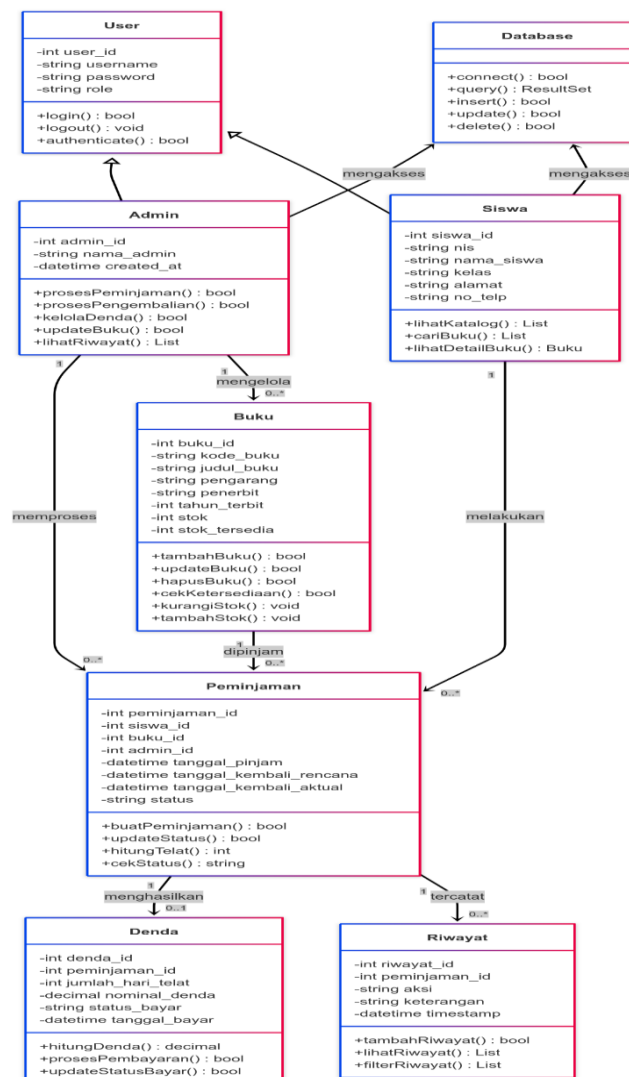 User
-int user_id
-string username
-string password
-string role
+login() : bool
+logout() : void
+authenticate() : bool
Database
+connect() : bool
+query() : ResultSet
+insert() : bool
+update() : bool
+delete() : bool
mengakses
mengakses
Admin
-int admin_id
-string nama_admin
-datetime created_at
+prosesPeminjaman() : bool
+prosesPengembalian() : bool
+kelolaDenda() : bool
+updateBuku() : bool
+lihatRiwayat() : List
Siswa
-int siswa_id
-string nis
-string nama_siswa
-string kelas
-string alamat
-string no_telp
+lihatKatalog() : List
+cariBuku() : List
+lihatDetailBuku() : Buku
1
1
mengelola
0..*
1
Buku
-int buku_id
-string kode_buku
-string judul_buku
-string pengarang
-string penerbit
-int tahun_terbit
-int stok
-int stok_tersedia
+tambahBuku() : bool
+updateBuku() : bool
+hapusBuku() : bool
+cekKetersediaan() : bool
+kurangiStok() : void
+tambahStok() : void
memproses
melakukan
1
dipinjam
0..*
0..*
0..*
Peminjaman
-int peminjaman_id
-int siswa_id
-int buku_id
-int admin_id
-datetime tanggal_pinjam
-datetime tanggal_kembali_rencana
-datetime tanggal_kembali_aktual
-string status
+buatPeminjaman() : bool
+updateStatus() : bool
+hitungTelat() : int
+cekStatus() : string
1
menghasilkan
0..1
1
tercatat
0..*
Denda
-int denda_id
-int peminjaman_id
-int jumlah_hari_telat
-decimal nominal_denda
-string status_bayar
-datetime tanggal_bayar
+hitungDenda() : decimal
+prosesPembayaran() : bool
+updateStatusBayar() : bool
Riwayat
-int riwayat_id
-int peminjaman_id
-string aksi
-string keterangan
-datetime timestamp
+tambahRiwayat() : bool
+lihatRiwayat() : List
+filterRiwayat() : List